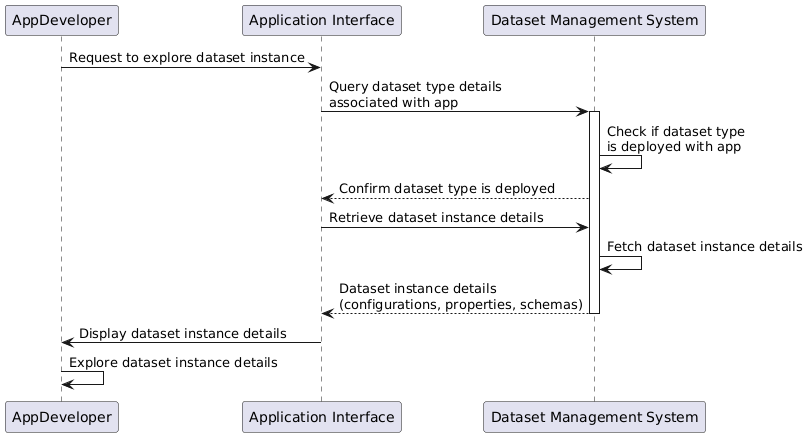 AppDeveloper
Application Interface
Dataset Management System
Request to explore dataset instance
Query dataset type details
associated with app
Check if dataset type
is deployed with app
Confirm dataset type is deployed
Retrieve dataset instance details
Fetch dataset instance details
Dataset instance details
(configurations, properties, schemas)
Display dataset instance details
Explore dataset instance details
AppDeveloper
Application Interface
Dataset Management System